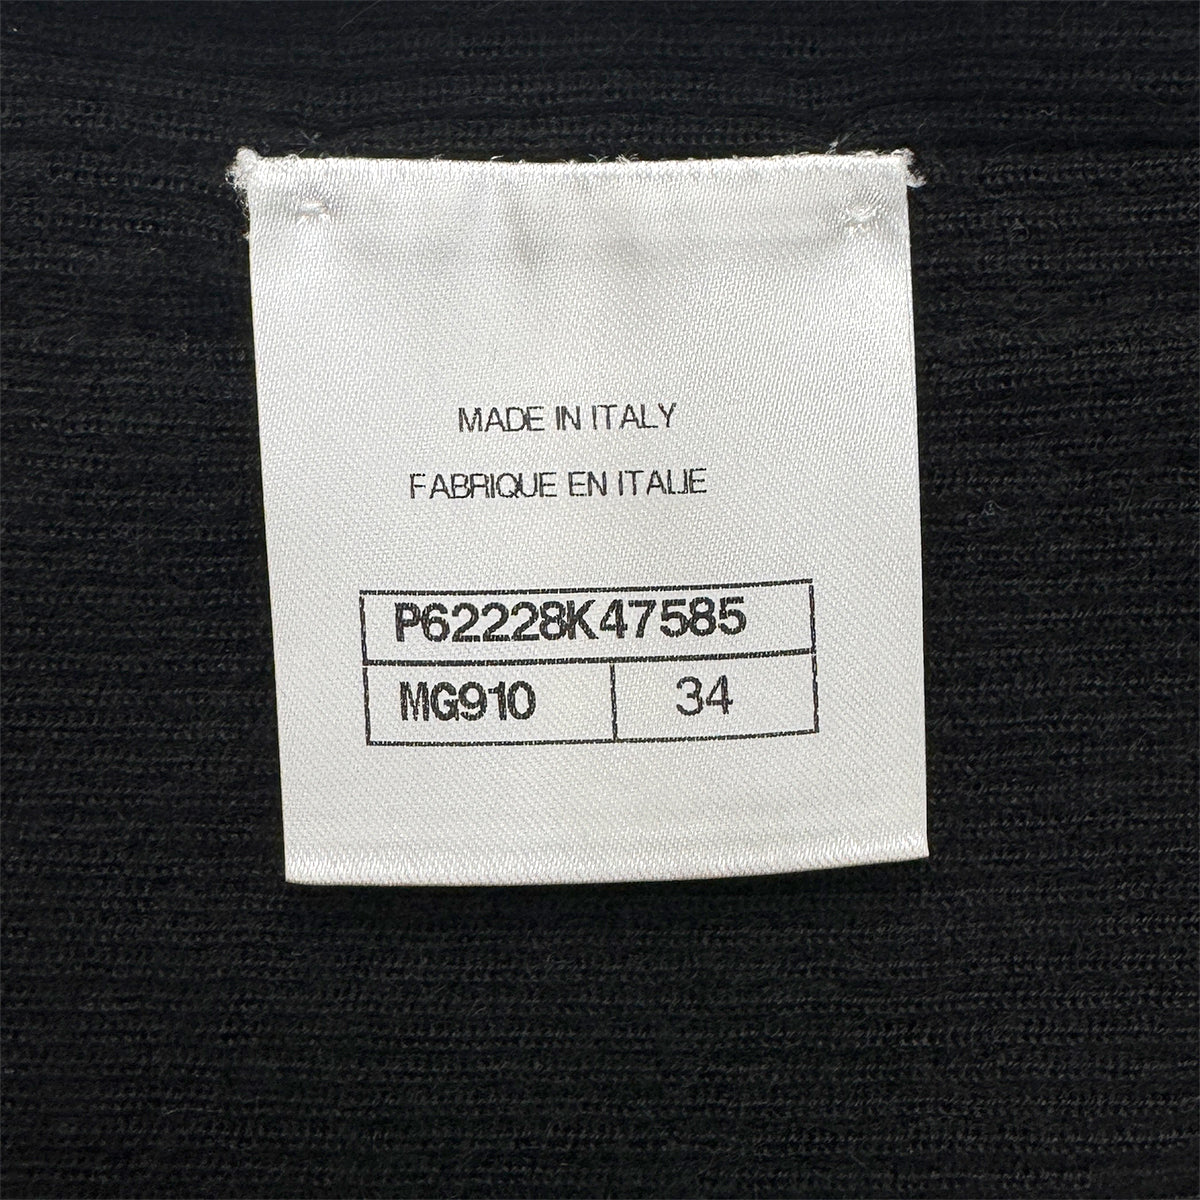 MADE IN ITALY
FABRIQUE EN ITALIE
P62228K47585
MG910 34